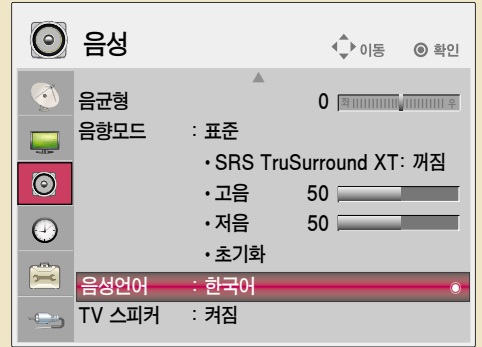 음성 이동 확인
음균형 0 좌 우
음향모드 : 표준
• SRS TruSurround XT: 꺼짐
• 고음 50
• 저음 50
• 초기화
음성언어 : 한국어
TV 스피커 : 켜짐